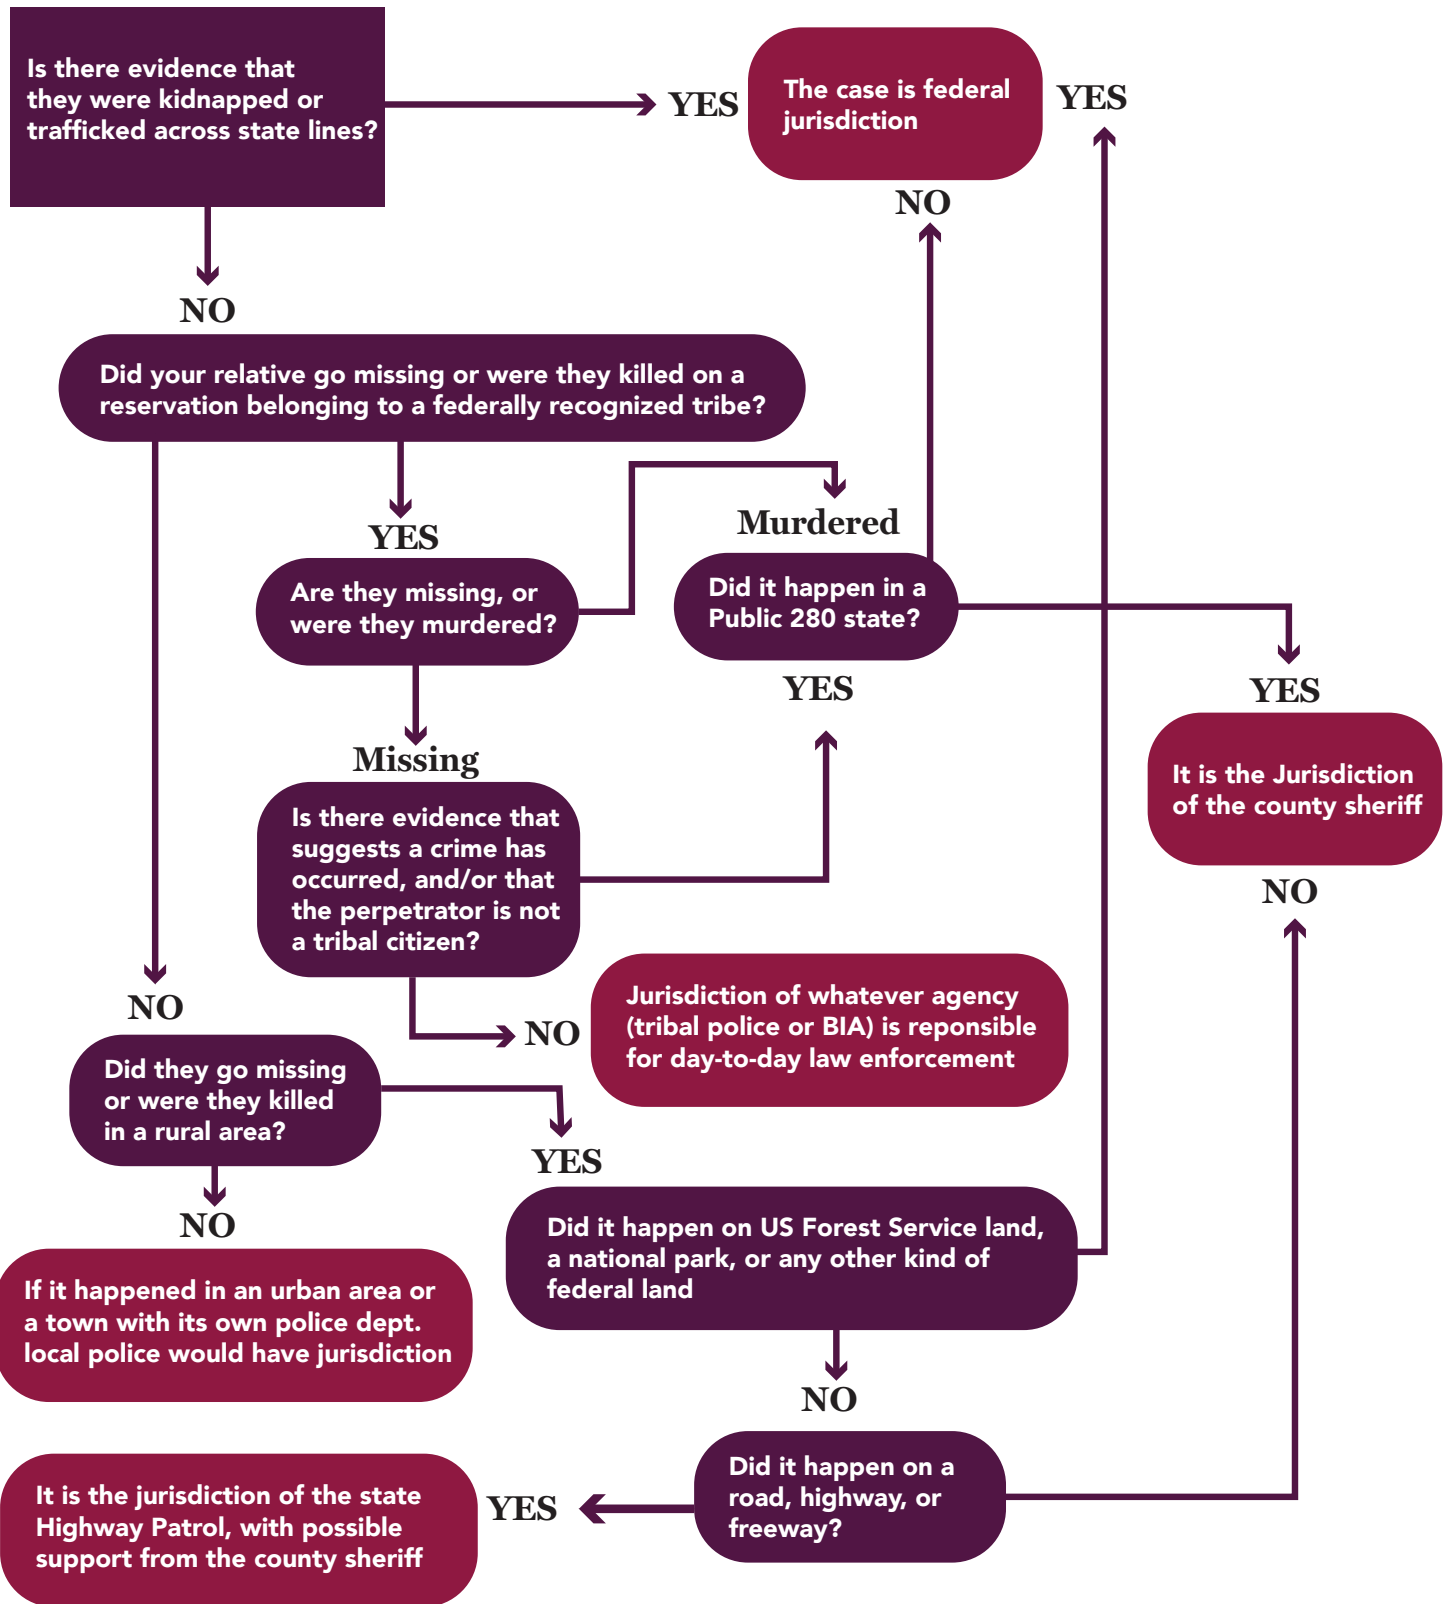 Is there evidence that
they were kidnapped or
trafficked across state lines?
YES
The case is federal
jurisdiction
YES
NO
NO
Did your relative go missing or were they killed on a
reservation belonging to a federally recognized tribe?
YES
Are they missing, or
were they murdered?
Murdered
Did it happen in a
Public 280 state?
YES
YES
It is the Jurisdiction
of the county sheriff
NO
Missing
Is there evidence that
suggests a crime has
occurred, and/or that
the perpetrator is not
a tribal citizen?
NO
Jurisdiction of whatever agency
(tribal police or BIA) is reponsible
for day-to-day law enforcement
NO
Did they go missing
or were they killed
in a rural area?
YES
NO
If it happened in an urban area or
a town with its own police dept.
local police would have jurisdiction
Did it happen on US Forest Service land,
a national park, or any other kind of
federal land
NO
Did it happen on a
road, highway, or
freeway?
YES
It is the jurisdiction of the state
Highway Patrol, with possible
support from the county sheriff